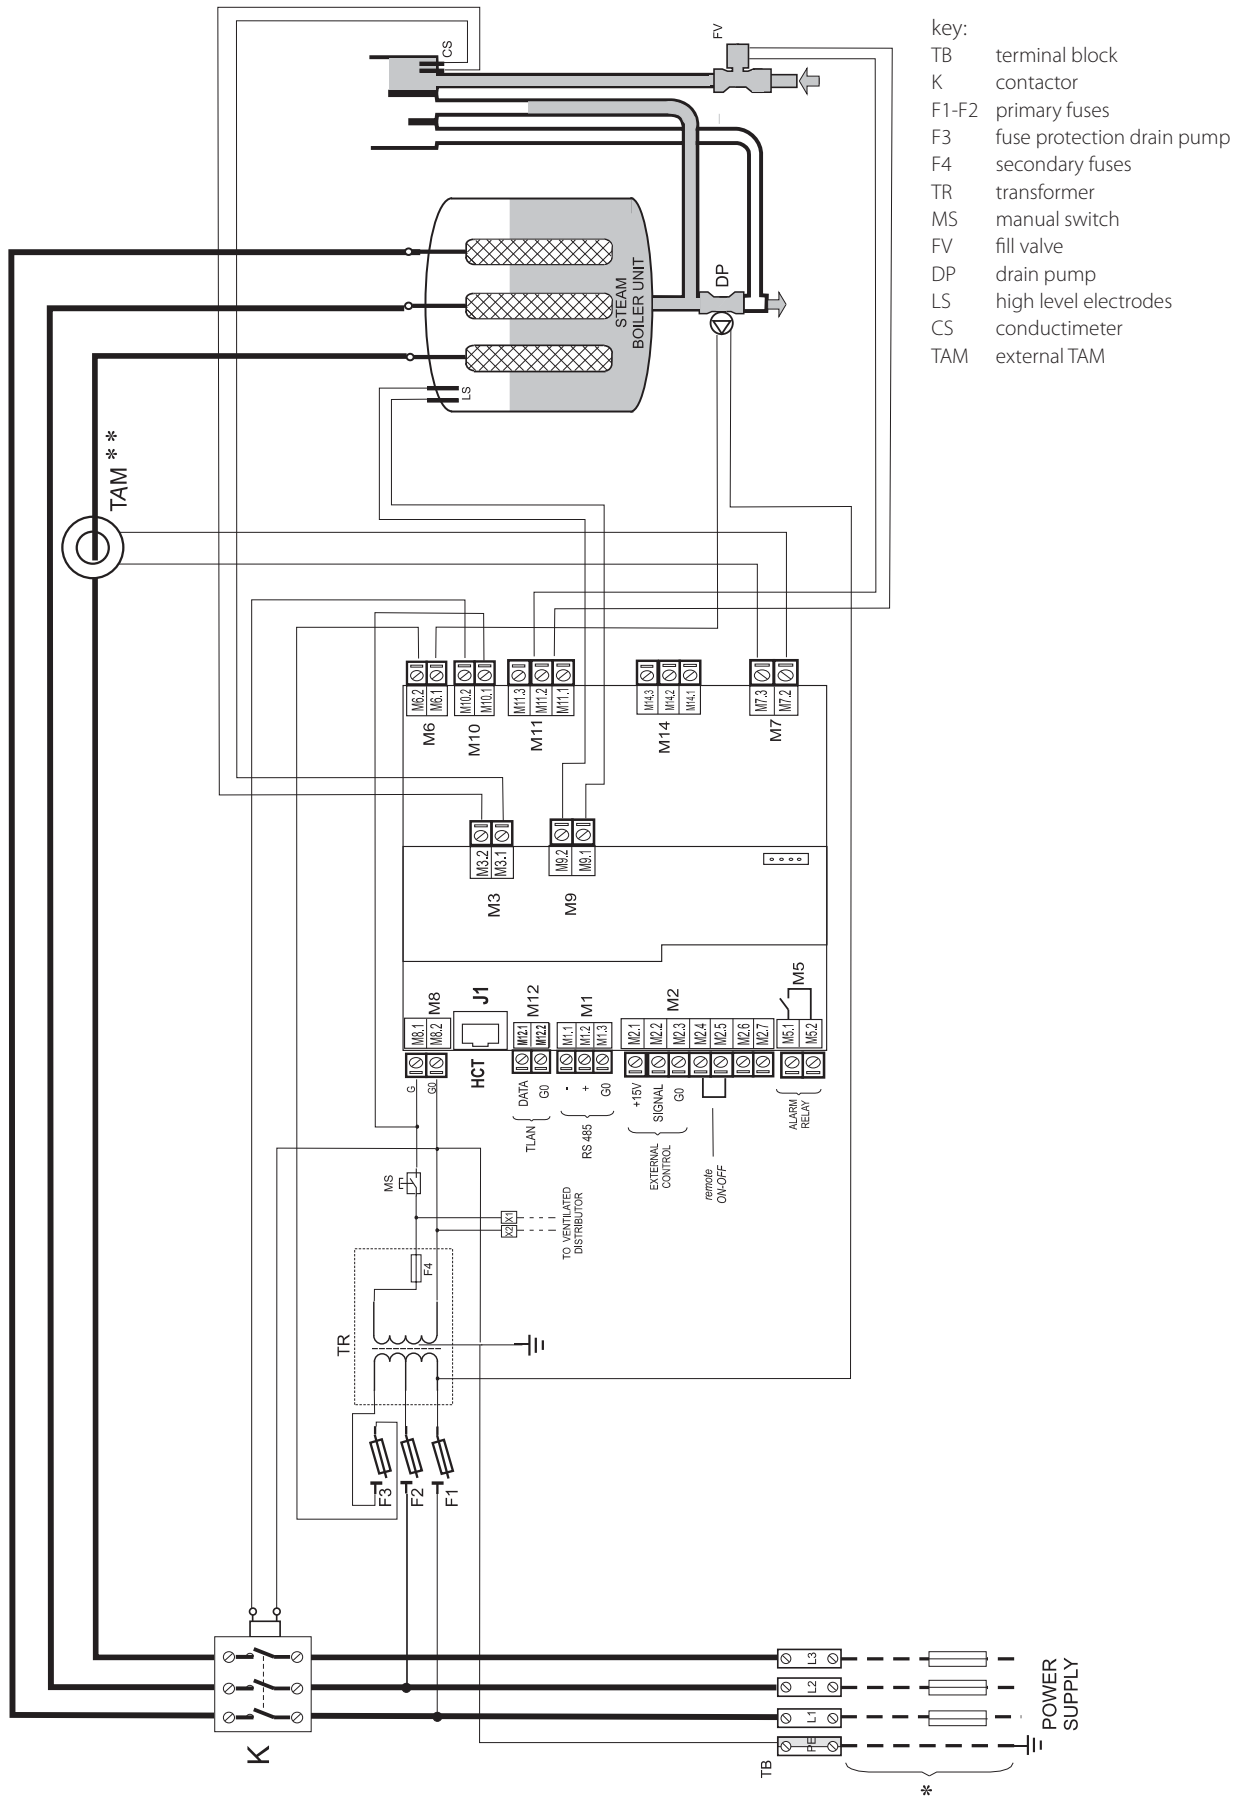 key:
TB terminal block
K contactor
F1-F2 primary fuses
F3 fuse protection drain pump
F4 secondary fuses
TR transformer
MS manual switch
FV fill valve
DP drain pump
LS high level electrodes
CS conductimeter
TAM external TAM
CS
FV
STEAM
BOILER UNIT
DP
LS
TAM * *
M6.2
M6.1
M10.2
M10.1
M11.3
M11.2
M11.1
M14.3
M14.2
M14.1
M7.3
M7.2
M6
M10
M11
M14
M7
M3.2
M3.1
M9.2
M9.1
M3
M9
M8
J1
M12
M1
M2
M5
M8.1
M8.2
M12.1
M12.2
M1.1
M1.2
M1.3
M2.1
M2.2
M2.3
M2.4
M2.5
M2.6
M2.7
M5.1
M5.2
HCT
G
G0
DATA
G0
TLAN
-
+
G0
RS 485
+15V
SIGNAL
G0
EXTERNAL
CONTROL
remote
ON-OFF
ALARM
RELAY
MS
X1
X2
TO VENTILATED
DISTRIBUTOR
F4
TR
F3
F2
F1
K
L3
L2
L1
PE
TB
POWER
SUPPLY
*